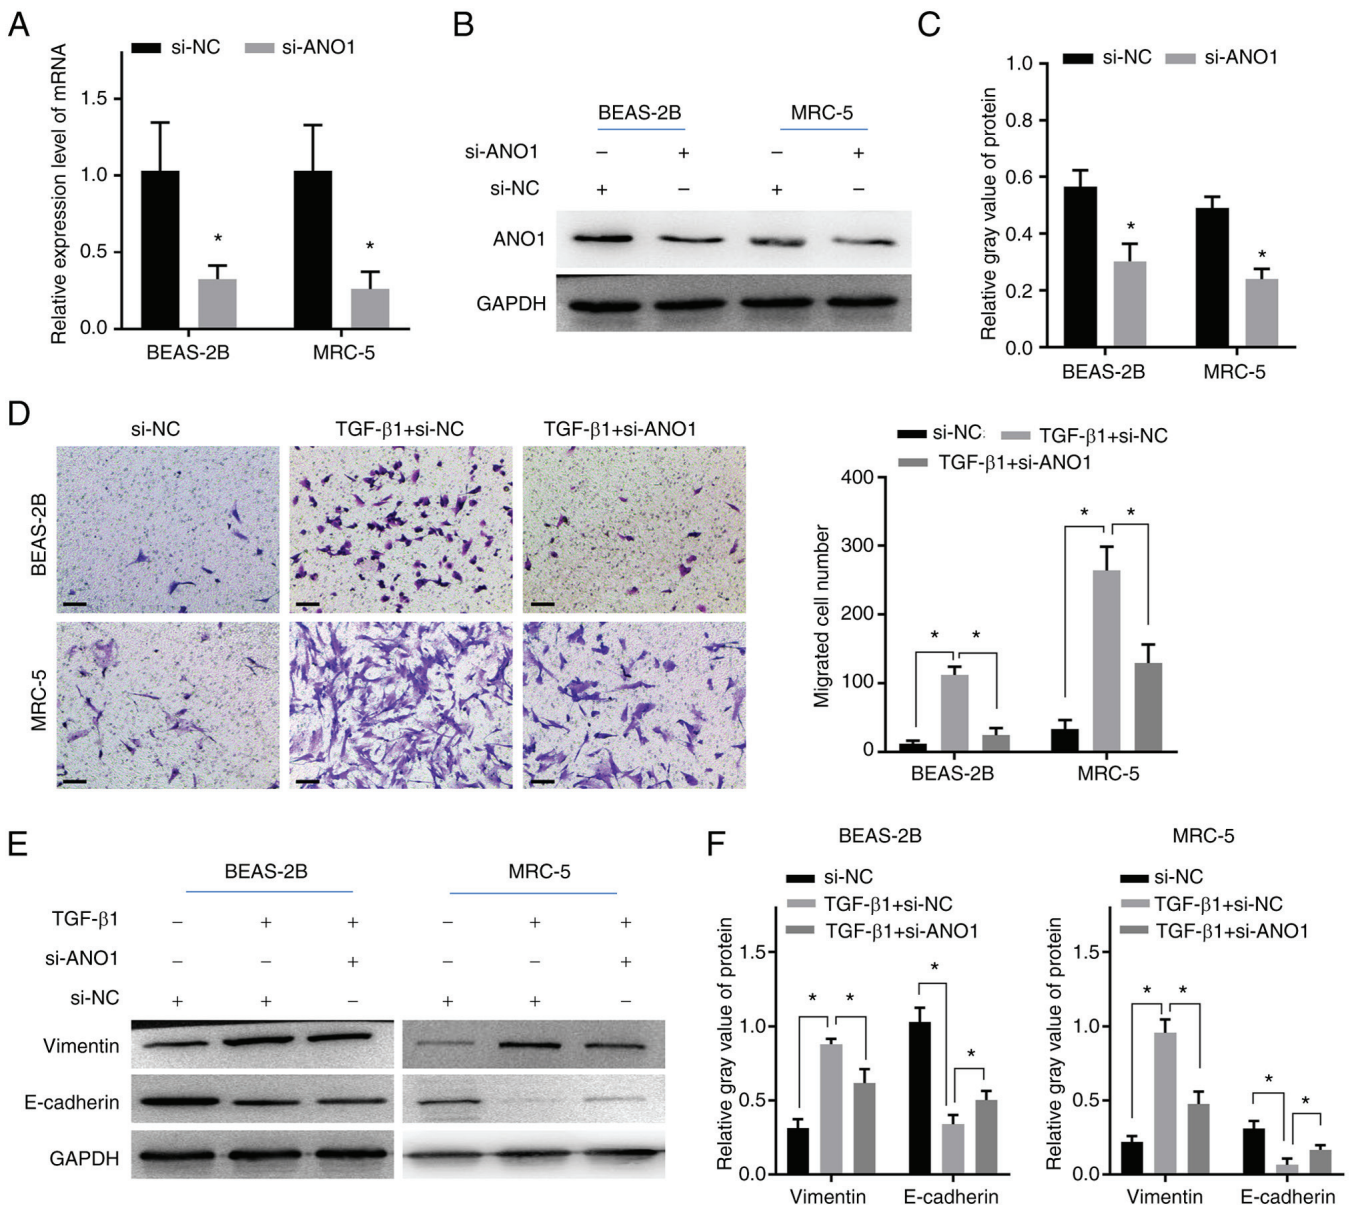 A
si-NC si-ANO1
Relative expression level of mRNA
1.5
1.0
0.5
0.0
* *
BEAS-2B MRC-5
B
BEAS-2B MRC-5
si-ANO1 − + − +
si-NC + − + −
ANO1
GAPDH
C
si-NC si-ANO1
Relative gray value of protein
1.0
0.8
0.6
0.4
0.2
0.0
* *
BEAS-2B MRC-5
D
si-NC TGF-β1+si-NC TGF-β1+si-ANO1
BEAS-2B
MRC-5
si-NC TGF-β1+si-NC
TGF-β1+si-ANO1
Migrated cell number
400
300
200
100
0
* * * *
BEAS-2B MRC-5
E
BEAS-2B MRC-5
TGF-β1 − + + − + +
si-ANO1 − − + − − +
si-NC + + − + + −
Vimentin
E-cadherin
GAPDH
F
BEAS-2B
si-NC
TGF-β1+si-NC
TGF-β1+si-ANO1
Relative gray value of protein
1.5
1.0
0.5
0.0
* * * *
Vimentin E-cadherin
MRC-5
si-NC
TGF-β1+si-NC
TGF-β1+si-ANO1
Relative gray value of protein
1.5
1.0
0.5
0.0
* * * *
Vimentin E-cadherin